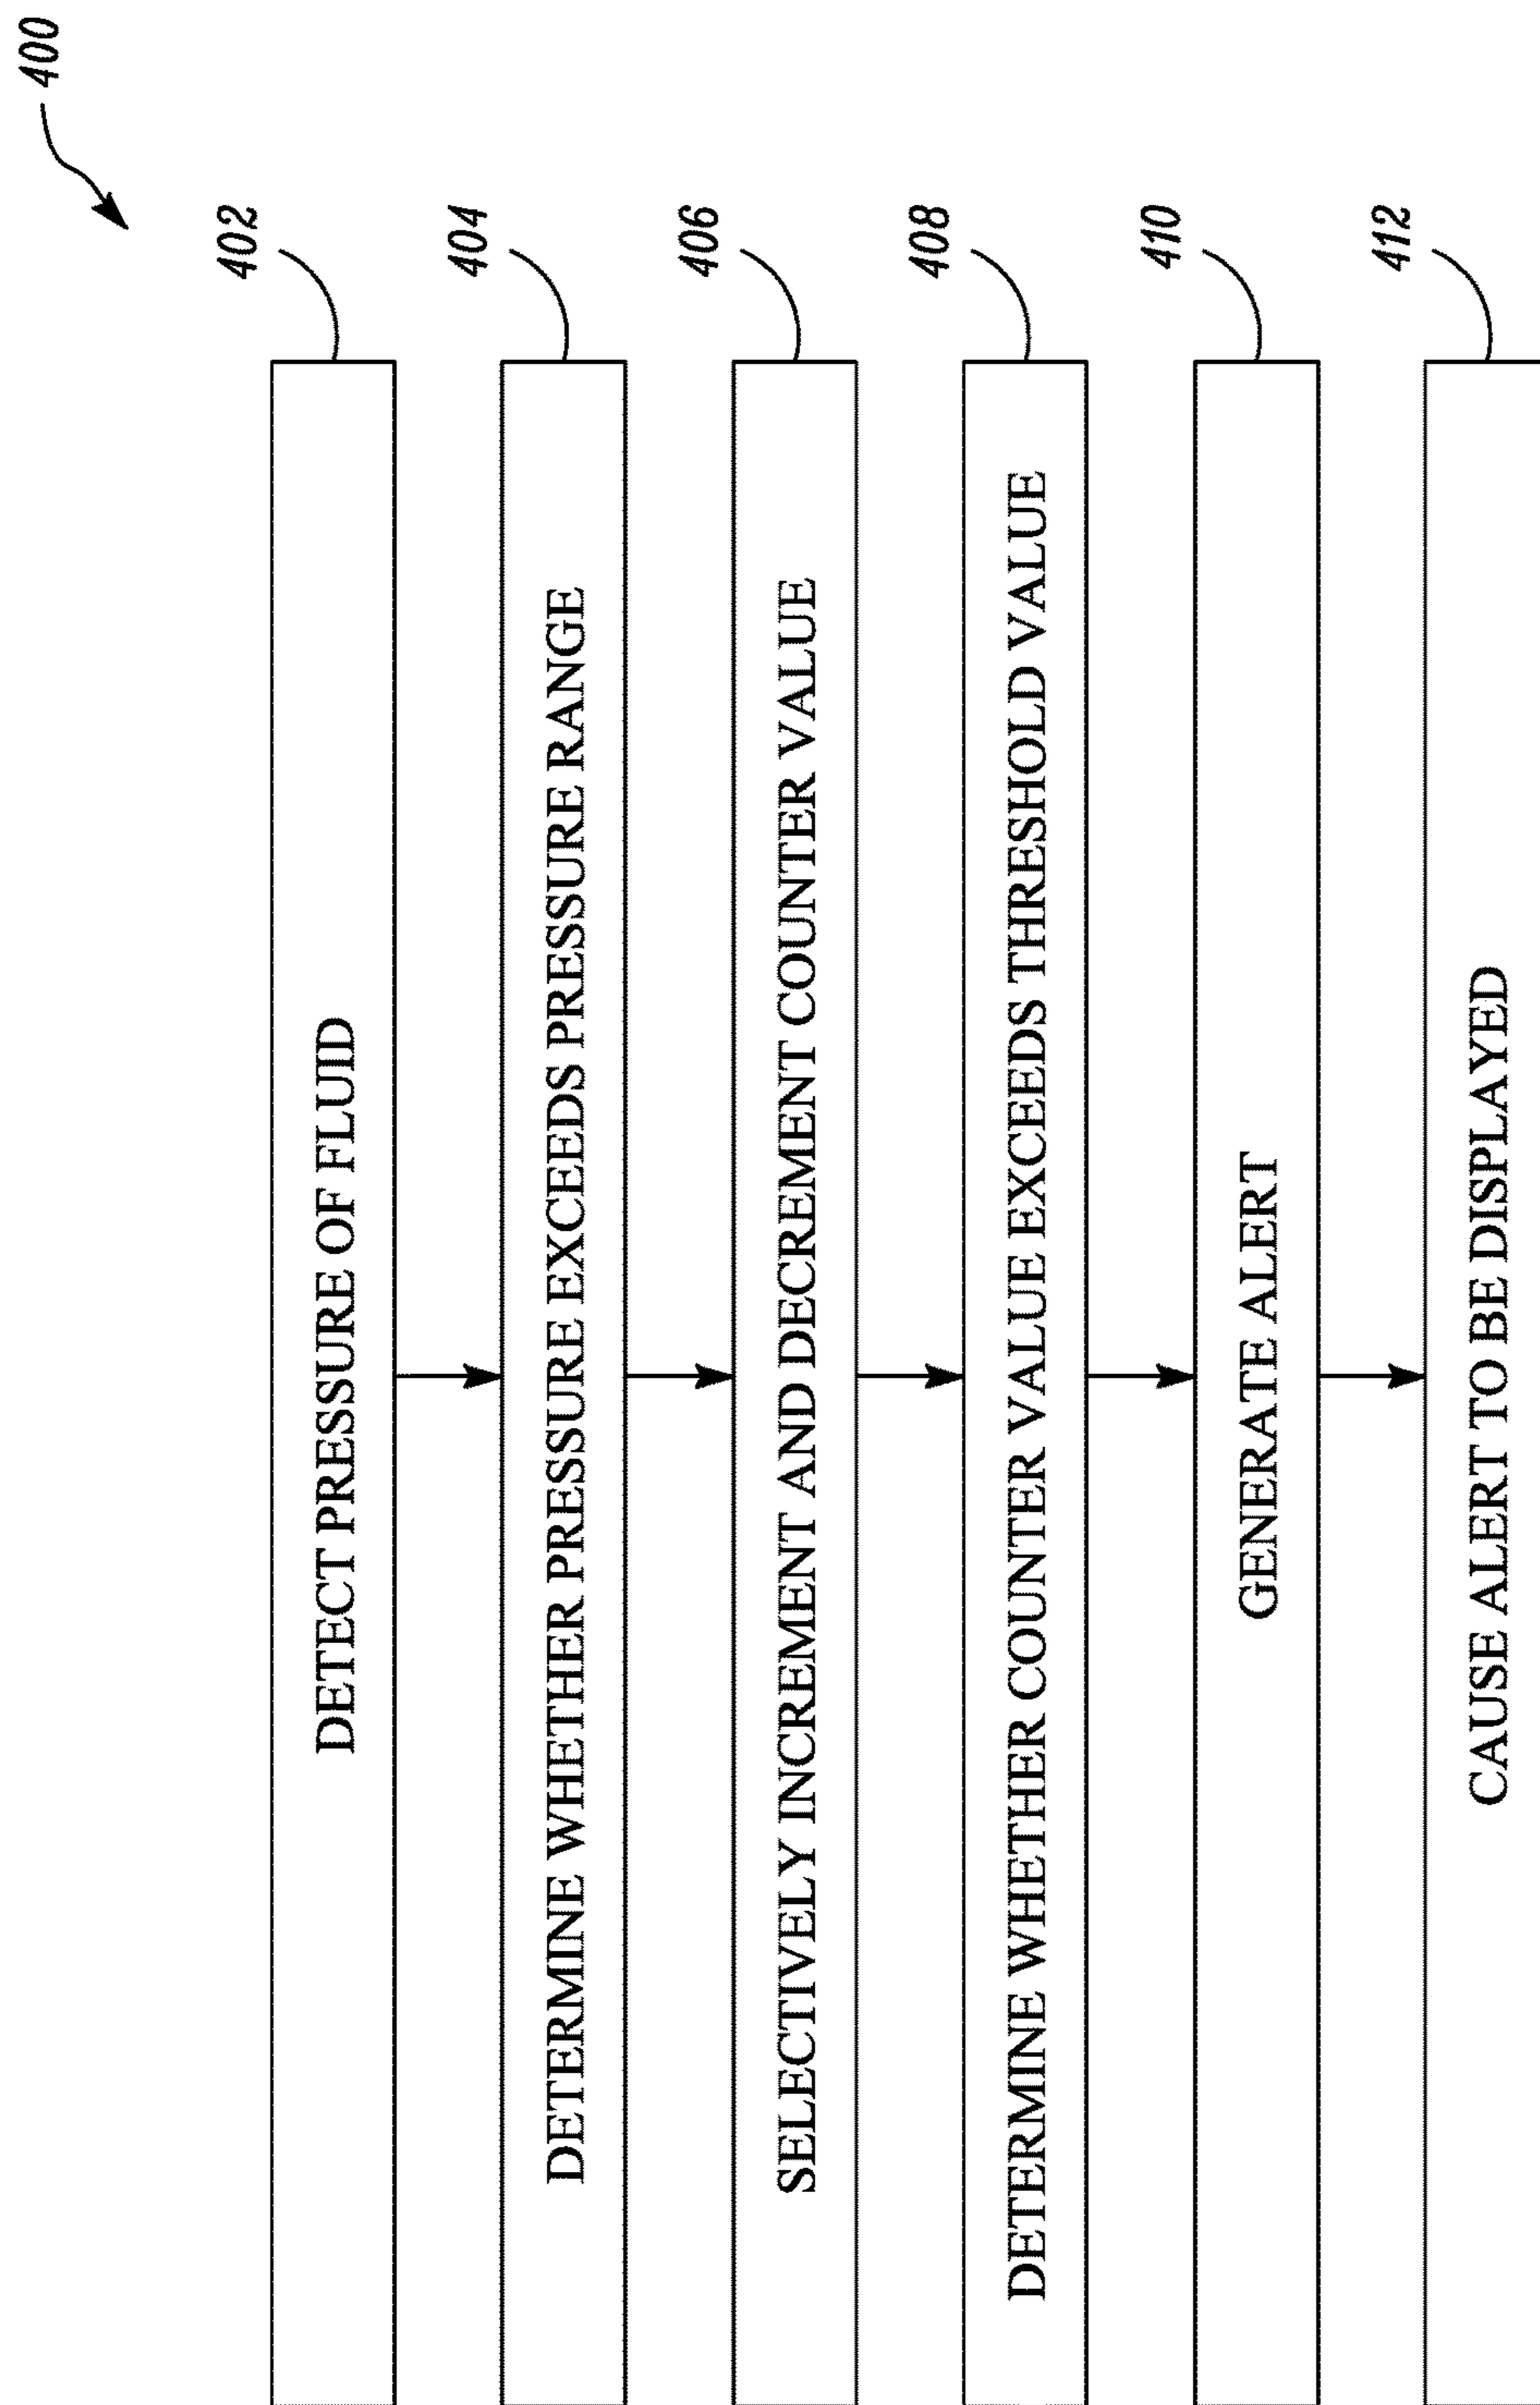 400
402
DETECT PRESSURE OF FLUID
404
DETERMINE WHETHER PRESSURE EXCEEDS PRESSURE RANGE
406
SELECTIVELY INCREMENT AND DECREMENT COUNTER VALUE
408
DETERMINE WHETHER COUNTER VALUE EXCEEDS THRESHOLD VALUE
410
GENERATE ALERT
412
CAUSE ALERT TO BE DISPLAYED